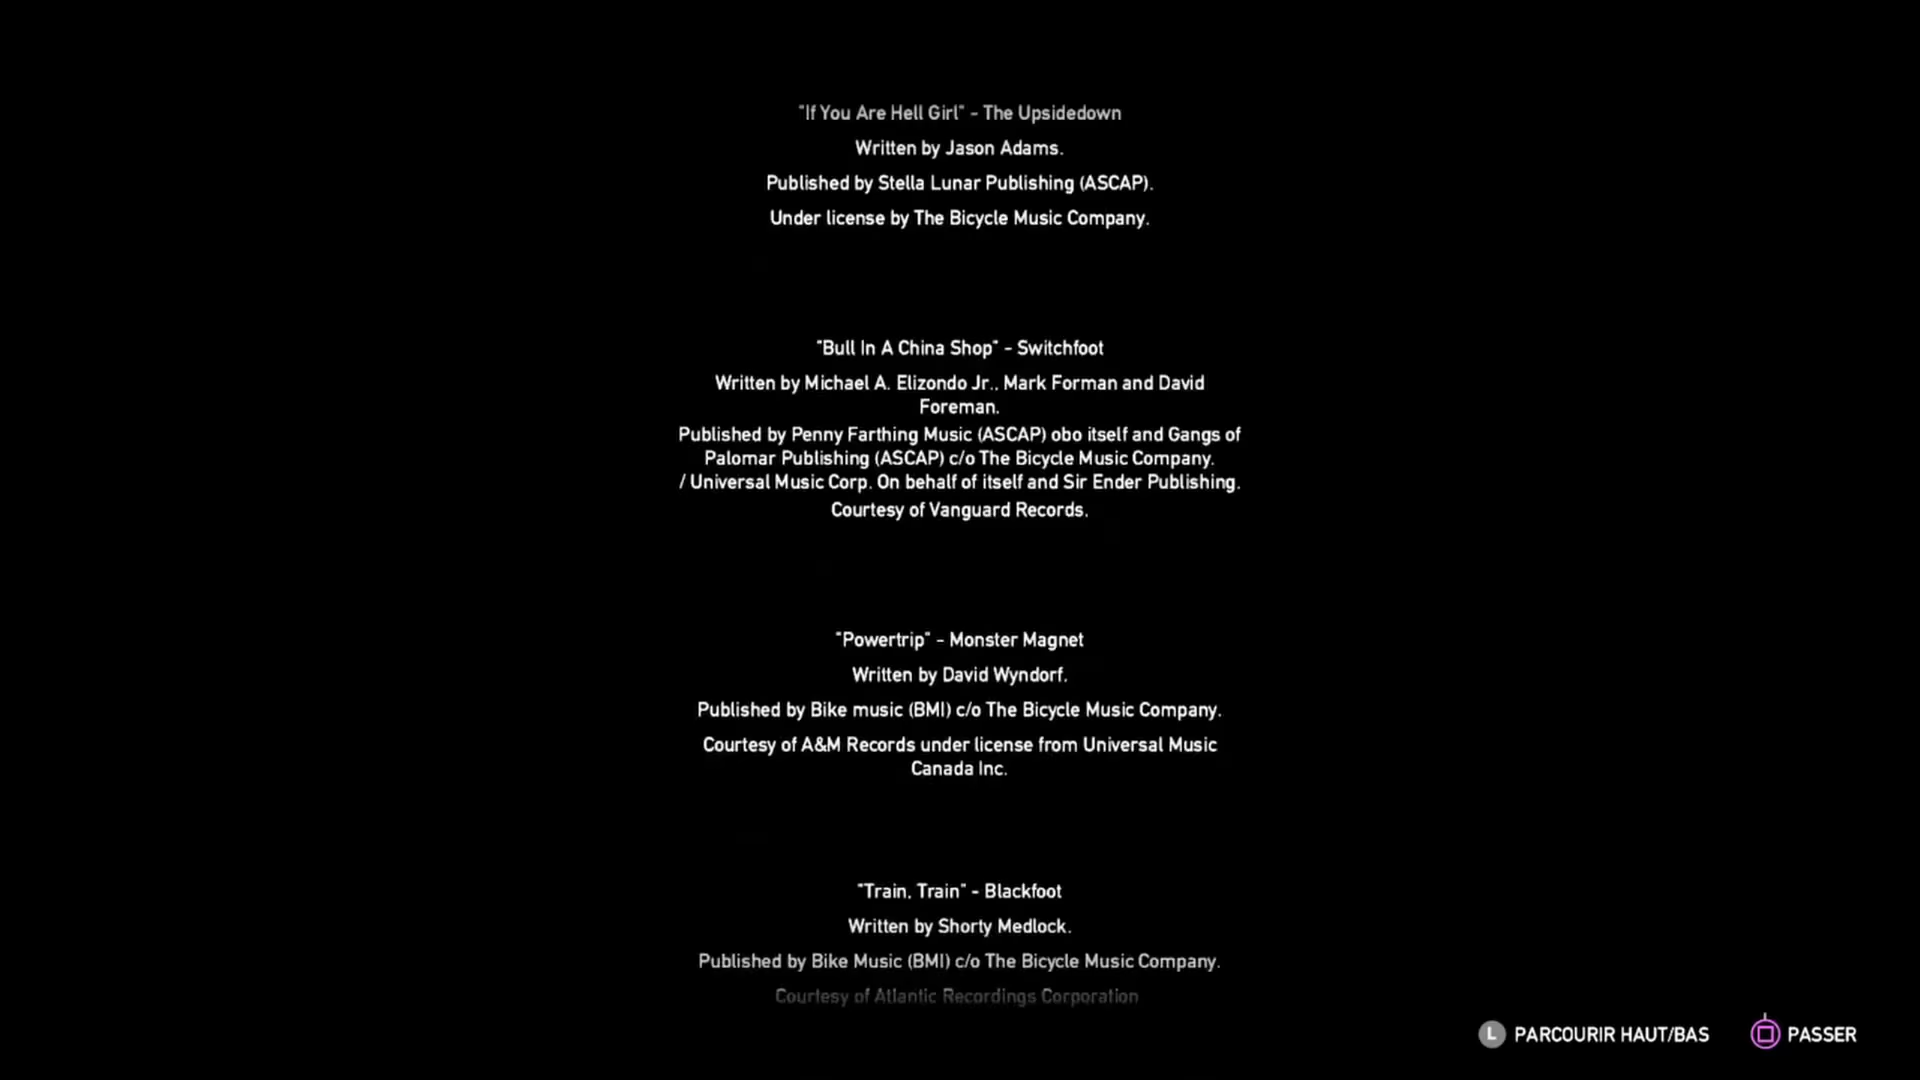 "If You Are Hell Girl" - The Upsidedown
Written by Jason Adams.
Published by Stella Lunar Publishing (ASCAP).
Under license by The Bicycle Music Company.
"Bull In A China Shop" - Switchfoot
Written by Michael A. Elizondo Jr., Mark Forman and David
Foreman.
Published by Penny Farthing Music (ASCAP) obo itself and Gangs of
Palomar Publishing (ASCAP) c/o The Bicycle Music Company.
/ Universal Music Corp. On behalf of itself and Sir Ender Publishing.
Courtesy of Vanguard Records.
"Powertrip" - Monster Magnet
Written by David Wyndorf.
Published by Bike music (BMI) c/o The Bicycle Music Company.
Courtesy of A&M Records under license from Universal Music
Canada Inc.
"Train, Train" - Blackfoot
Written by Shorty Medlock.
Published by Bike Music (BMI) c/o The Bicycle Music Company.
Courtesy of Atlantic Recordings Corporation
L PARCOURIR HAUT/BAS PASSER